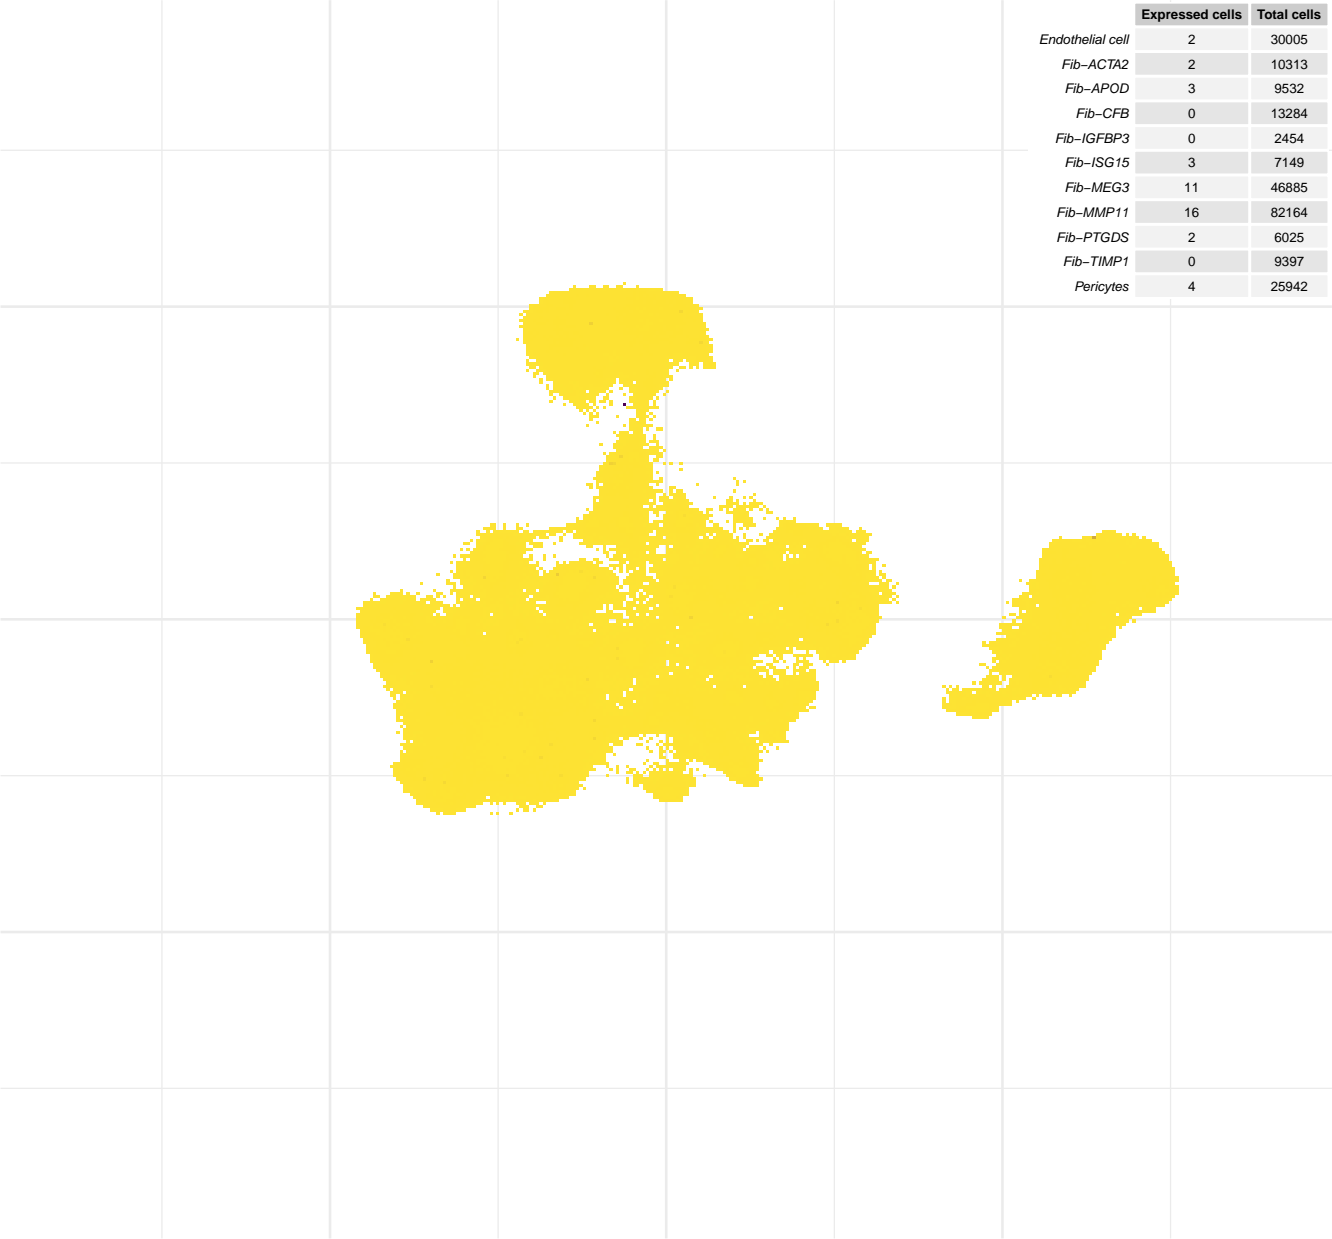 Expressed cells Total cells
Endothelial cell 2 30005
Fib−ACTA2 2 10313
Fib−APOD 3 9532
Fib−CFB 0 13284
Fib−IGFBP3 0 2454
Fib−ISG15 3 7149
Fib−MEG3 11 46885
Fib−MMP11 16 82164
Fib−PTGDS 2 6025
Fib−TIMP1 0 9397
Pericytes 4 25942